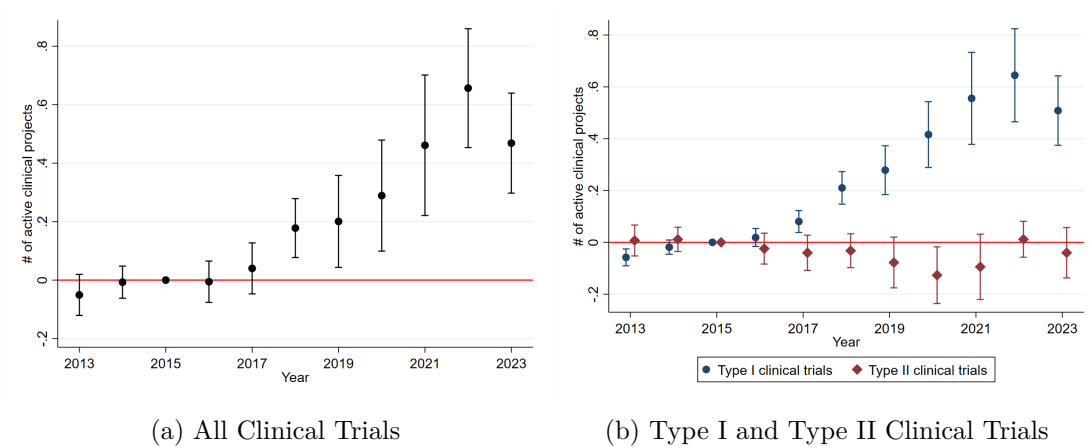 # of active clinical projects
.8
.6
.4
.2
0
-.2
2013 2015 2017 2019 2021 2023
Year
(a) All Clinical Trials
# of active clinical projects
.8
.6
.4
.2
0
-.2
2013 2015 2017 2019 2021 2023
Year
Type I clinical trials Type II clinical trials
(b) Type I and Type II Clinical Trials